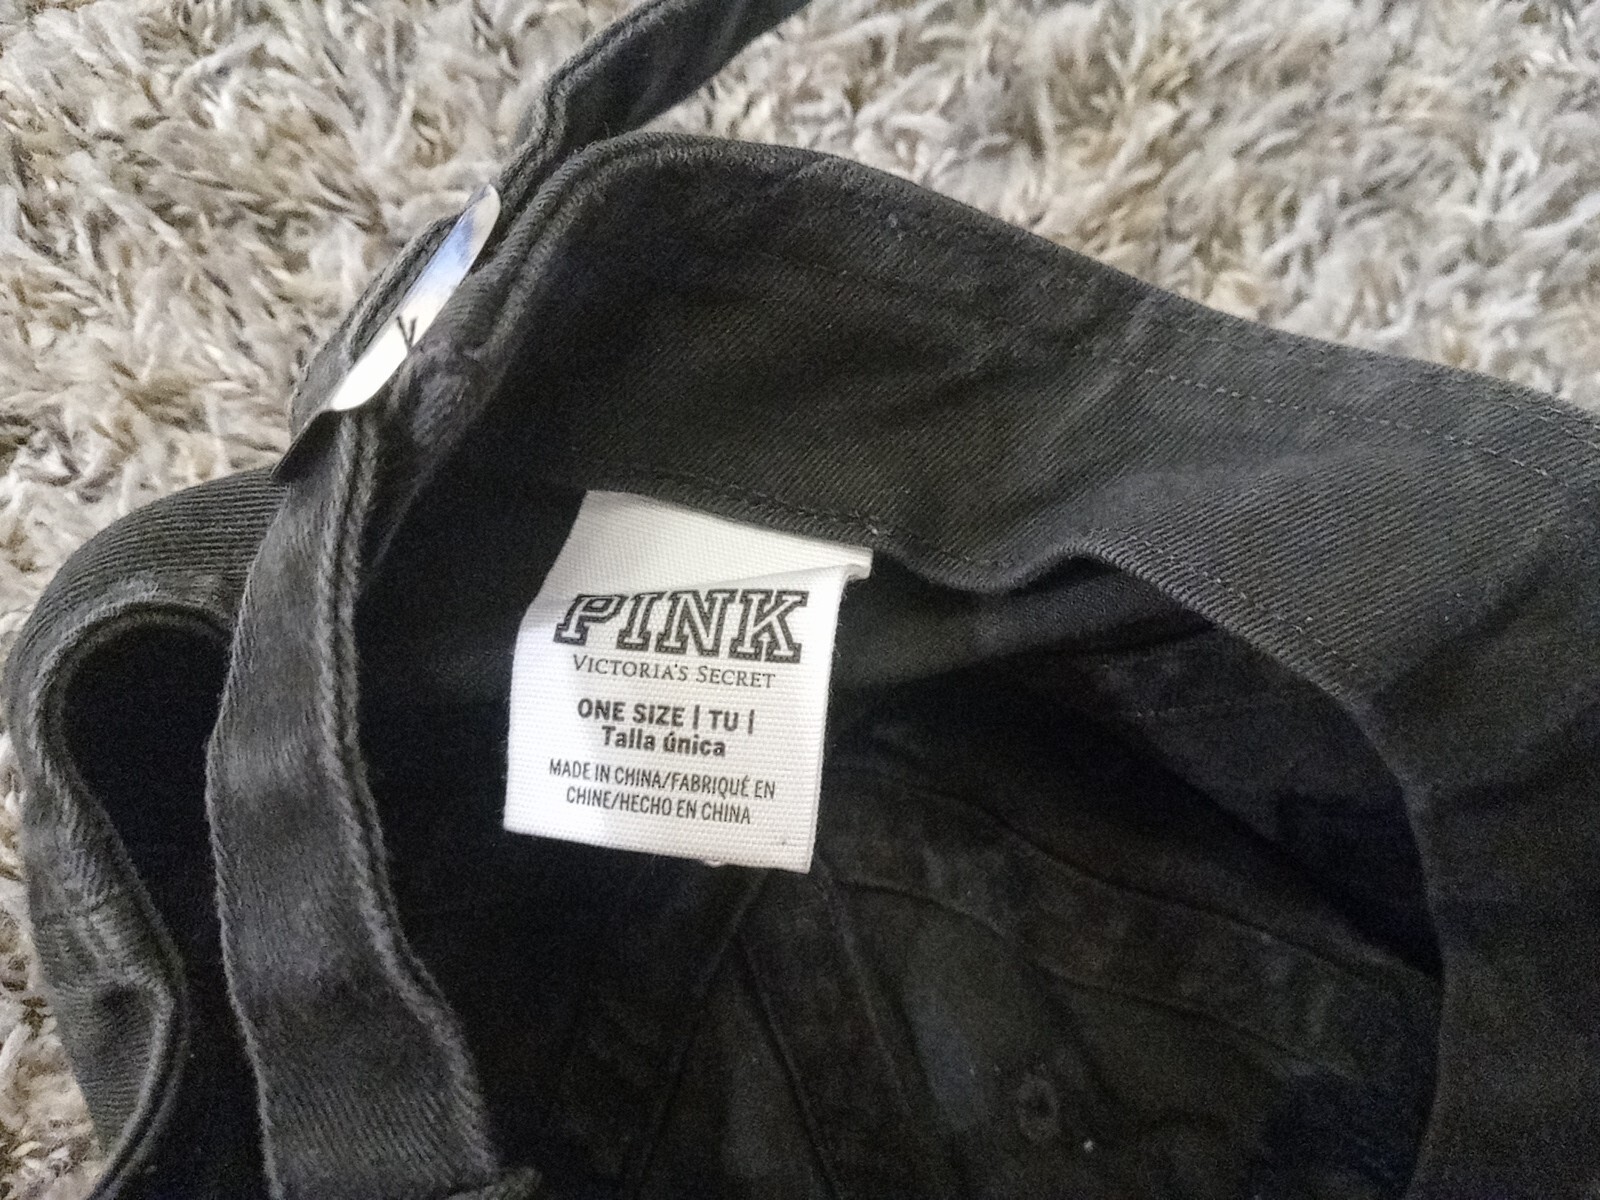 PINK
VICTORIA'S SECRET
ONE SIZE | TU |
Talla única
MADE IN CHINA/FABRIQUÉ EN
CHINE/HECHO EN CHINA